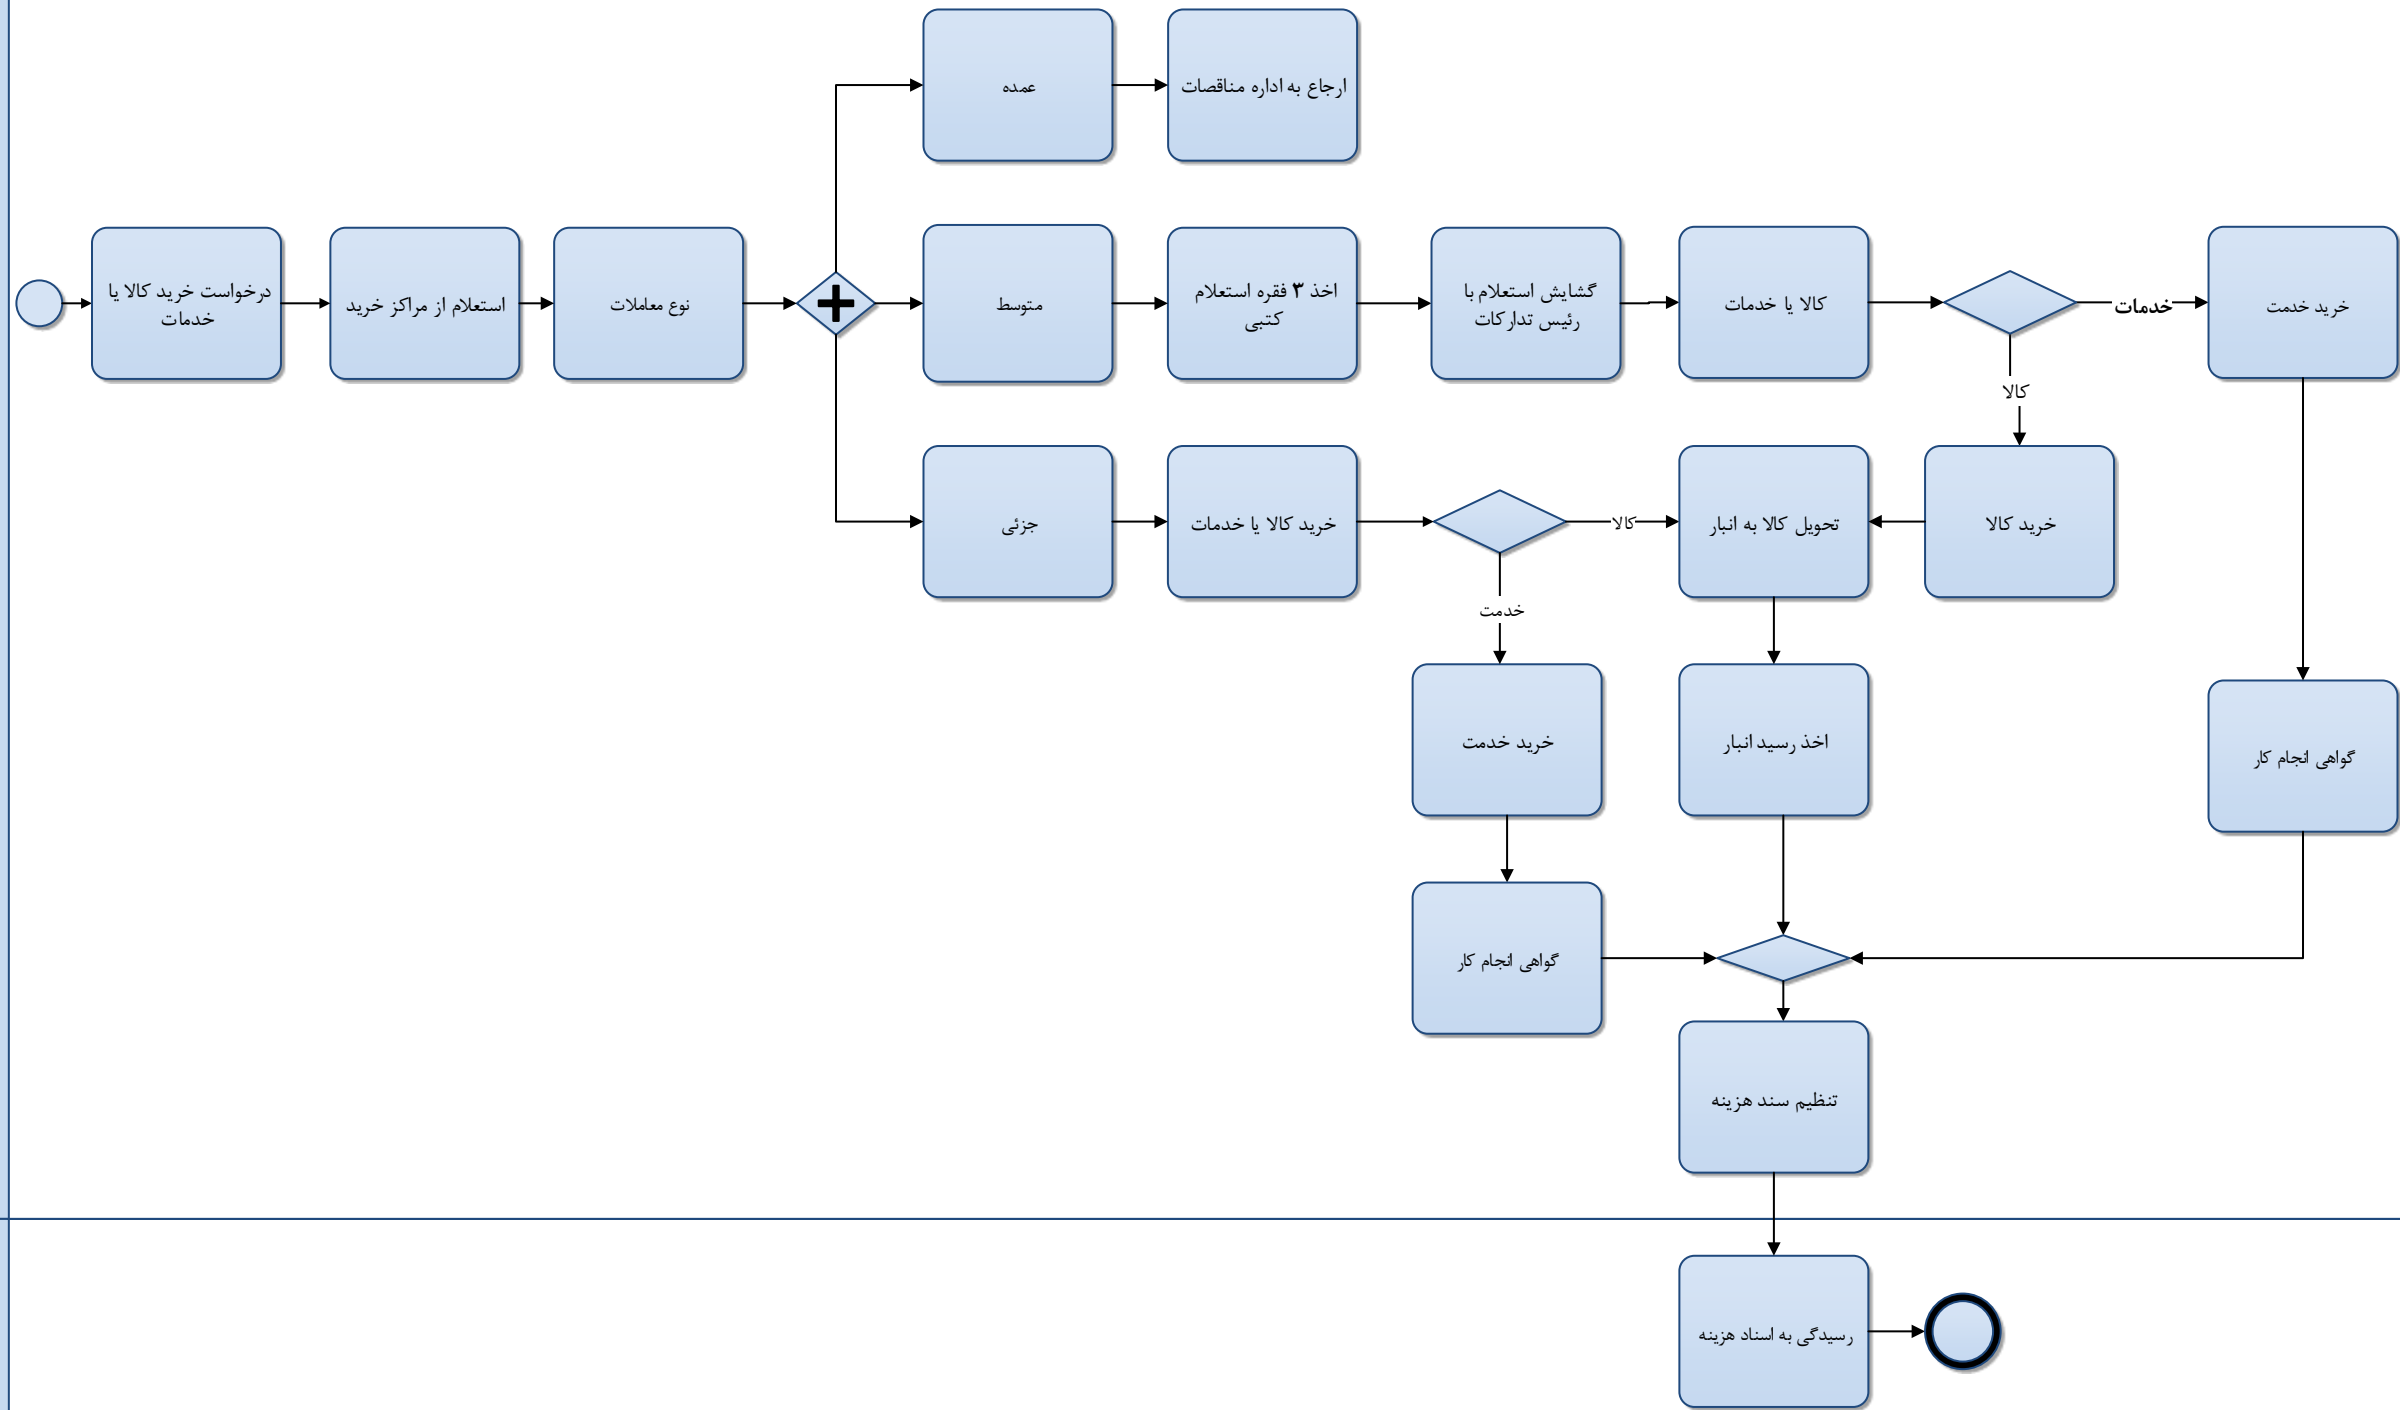 عمده
ارجاع به اداره مناقصات
درخواست خرید کالا یا
خدمات
استعلام از مراکز خرید
نوع معاملات
متوسط
اخذ ۳ فقره استعلام
کتبی
گشایش استعلام با
رئیس تدارکات
کالا یا خدمات
خدمات
خرید خدمت
کالا
جزئی
خرید کالا یا خدمات
کالا
تحویل کالا به انبار
خرید کالا
خدمت
خرید خدمت
اخذ رسید انبار
گواهی انجام کار
گواهی انجام کار
تنظیم سند هزینه
رسیدگی به اسناد هزینه